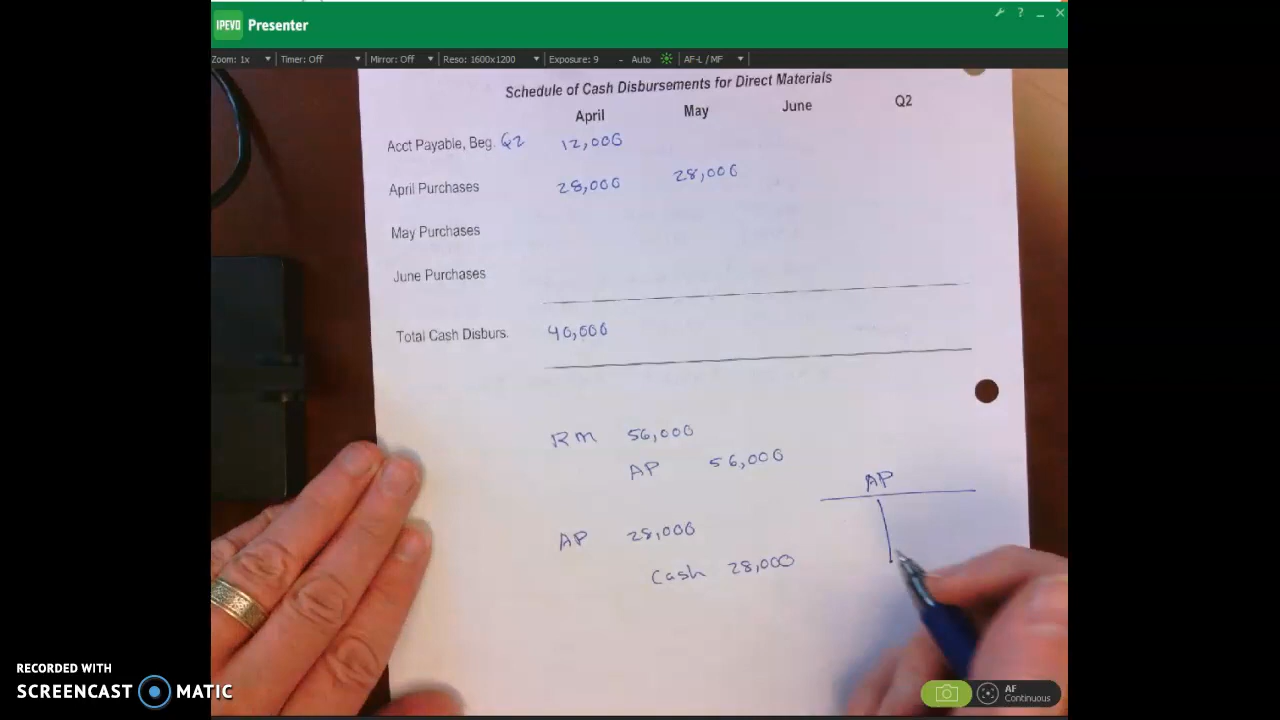 IPEVO Presenter
Zoom: 1x Timer: Off Mirror: Off Reso: 1600x1200 Exposure: 9 - Auto AF-L / MF
Schedule of Cash Disbursements for Direct Materials
April May June Q2
Acct Payable, Beg. Q2 12,000
April Purchases 28,000 28,000
May Purchases
June Purchases
Total Cash Disburs. 40,000
RM 56,000
AP 56,000
AP
AP 28,000
Cash 28,000
RECORDED WITH
SCREENCAST MATIC
AF
Continuous